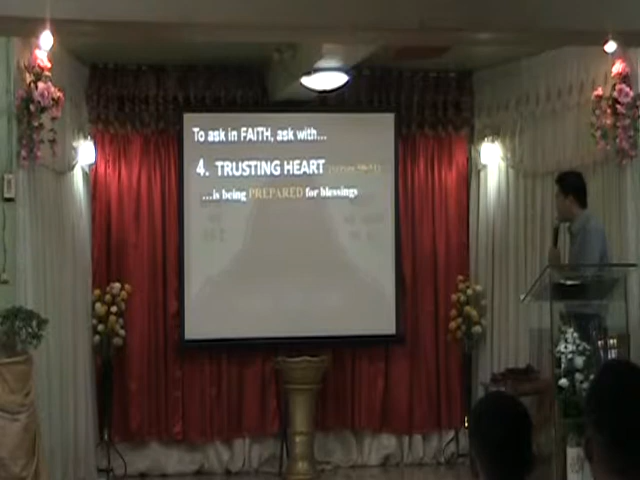 To ask in FAITH, ask with...
4. TRUSTING HEART
...is being PREPARED for blessings